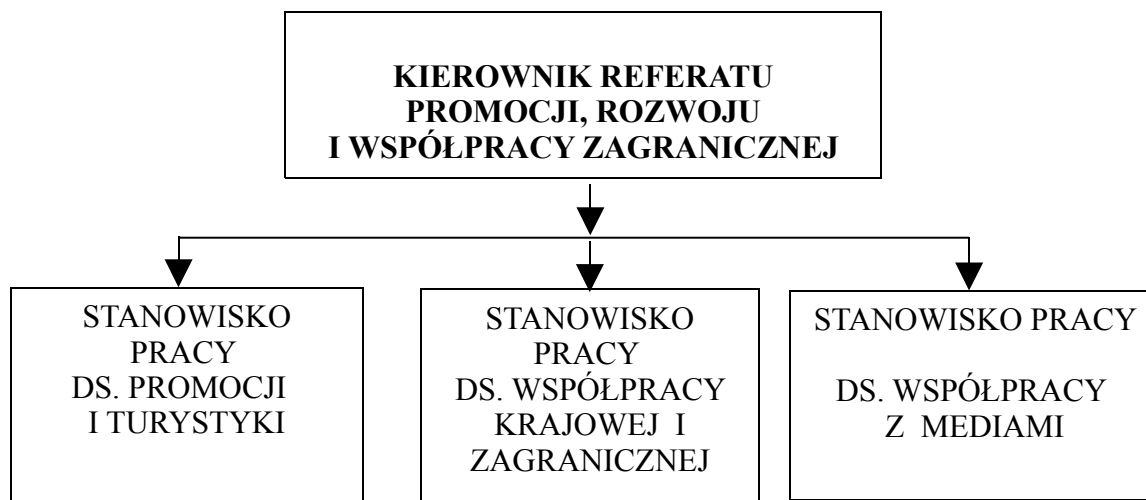 KIEROWNIK REFERATU
PROMOCJI, ROZWOJU
I WSPÓŁPRACY ZAGRANICZNEJ
STANOWISKO
PRACY
DS. PROMOCJI
I TURYSTYKI
STANOWISKO
PRACY
DS. WSPÓŁPRACY
KRAJOWEJ I
ZAGRANICZNEJ
STANOWISKO PRACY
DS. WSPÓŁPRACY
Z MEDIAMI